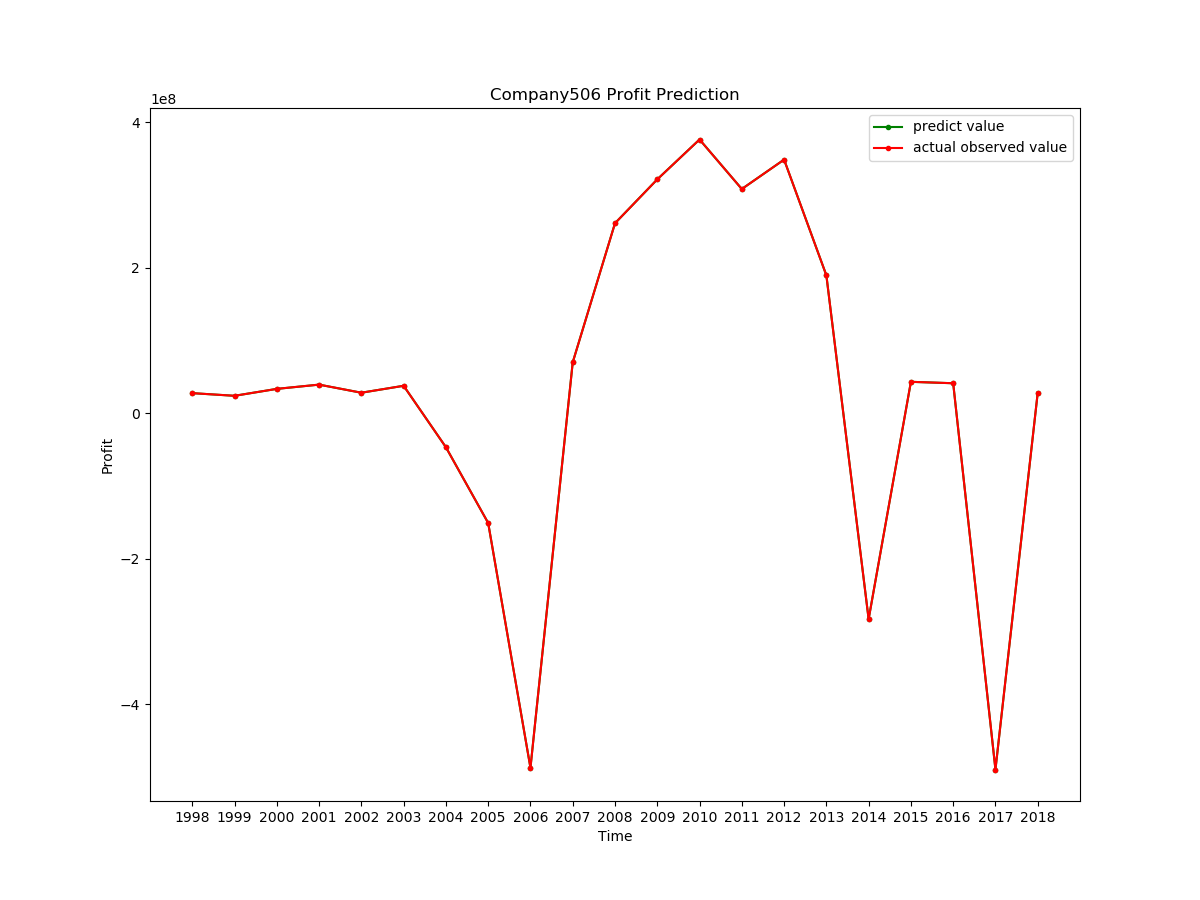 Company506 Profit Prediction
1e8
predict value
actual observed value
4
2
0
−2
−4
Profit
1998 1999 2000 2001 2002 2003 2004 2005 2006 2007 2008 2009 2010 2011 2012 2013 2014 2015 2016 2017 2018
Time